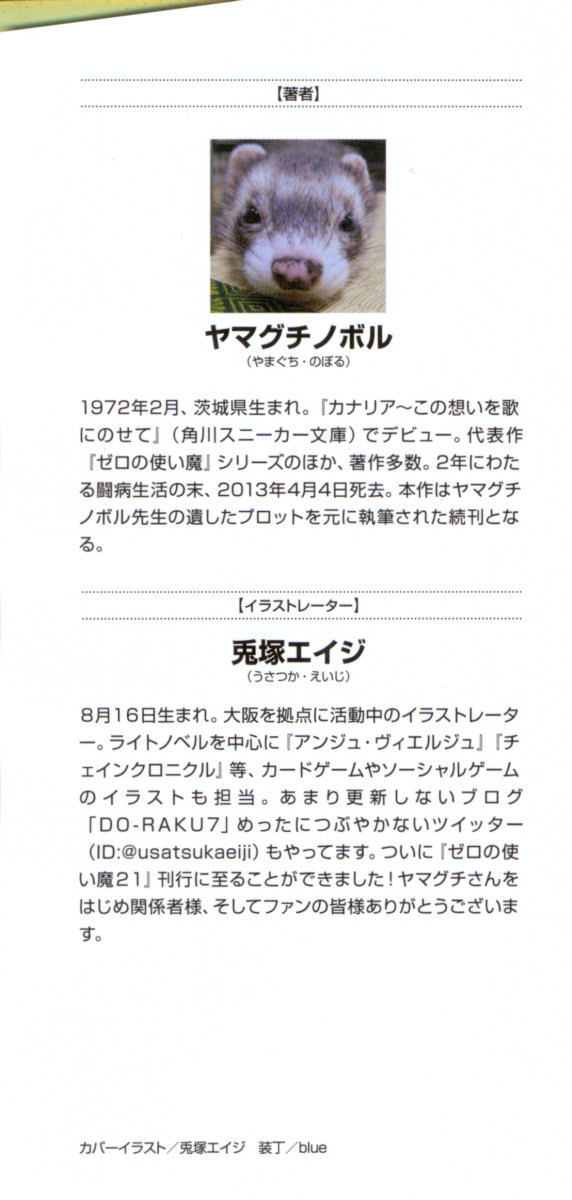 【著者】
ヤマグチノボル
（やまぐち・のぼる）
1972年2月、茨城県生まれ。『カナリア〜この想いを歌
にのせて』（角川スニーカー文庫）でデビュー。代表作
『ゼロの使い魔』シリーズのほか、著作多数。2年にわた
る闘病生活の末、2013年4月4日死去。本作はヤマグチ
ノボル先生の遺したプロットを元に執筆された続刊とな
る。
【イラストレーター】
兎塚エイジ
（うさつか・えいじ）
8月16日生まれ。大阪を拠点に活動中のイラストレータ
ー。ライトノベルを中心に『アンジュ・ヴィエルジュ』『チ
ェインクロニクル』等、カードゲームやソーシャルゲーム
のイラストも担当。あまり更新しないブログ
「DO-RAKU7」めったにつぶやかないツイッター
（ID:@usatsukaeiji）もやってます。ついに『ゼロの使
い魔21』刊行に至ることができました！ヤマグチさんを
はじめ関係者様、そしてファンの皆様ありがとうございま
す。
カバーイラスト／兎塚エイジ　装丁／blue